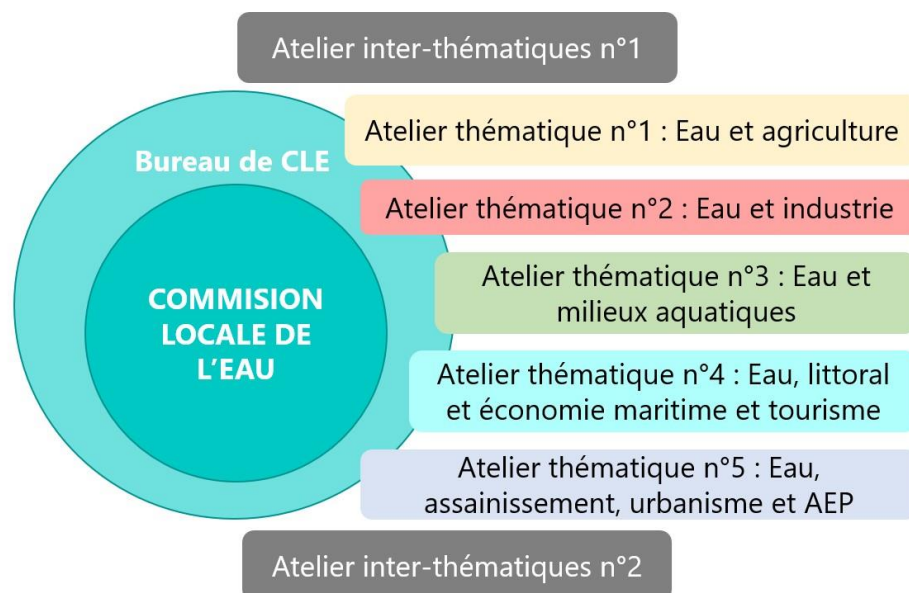 Atelier inter-thématiques n°1
Atelier thématique n°1 : Eau et agriculture
Bureau de CLE
Atelier thématique n°2 : Eau et industrie
Atelier thématique n°3 : Eau et
milieux aquatiques
COMMISION
LOCALE DE
L’EAU
Atelier thématique n°4 : Eau, littoral
et économie maritime et tourisme
Atelier thématique n°5 : Eau,
assainissement, urbanisme et AEP
Atelier inter-thématiques n°2